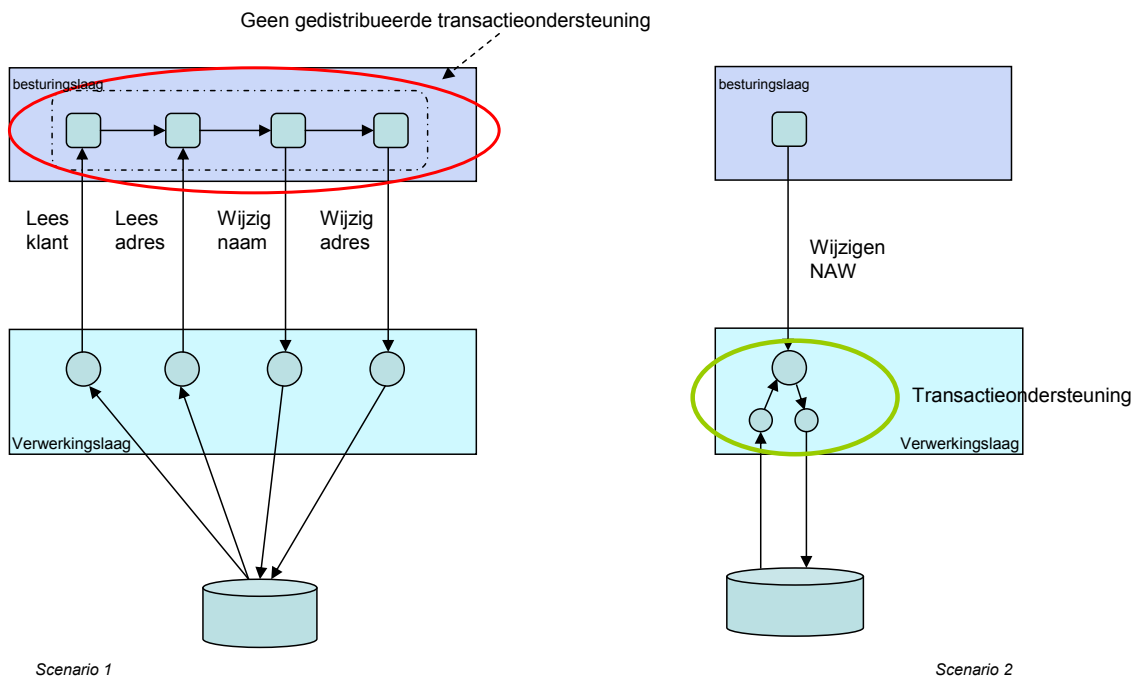 Geen gedistribueerde transactieondersteuning
besturingslaag
Lees
klant
Lees
adres
Wijzig
naam
Wijzig
adres
Verwerkingslaag
Scenario 1
besturingslaag
Wijzigen
NAW
Transactieondersteuning
Verwerkingslaag
Scenario 2